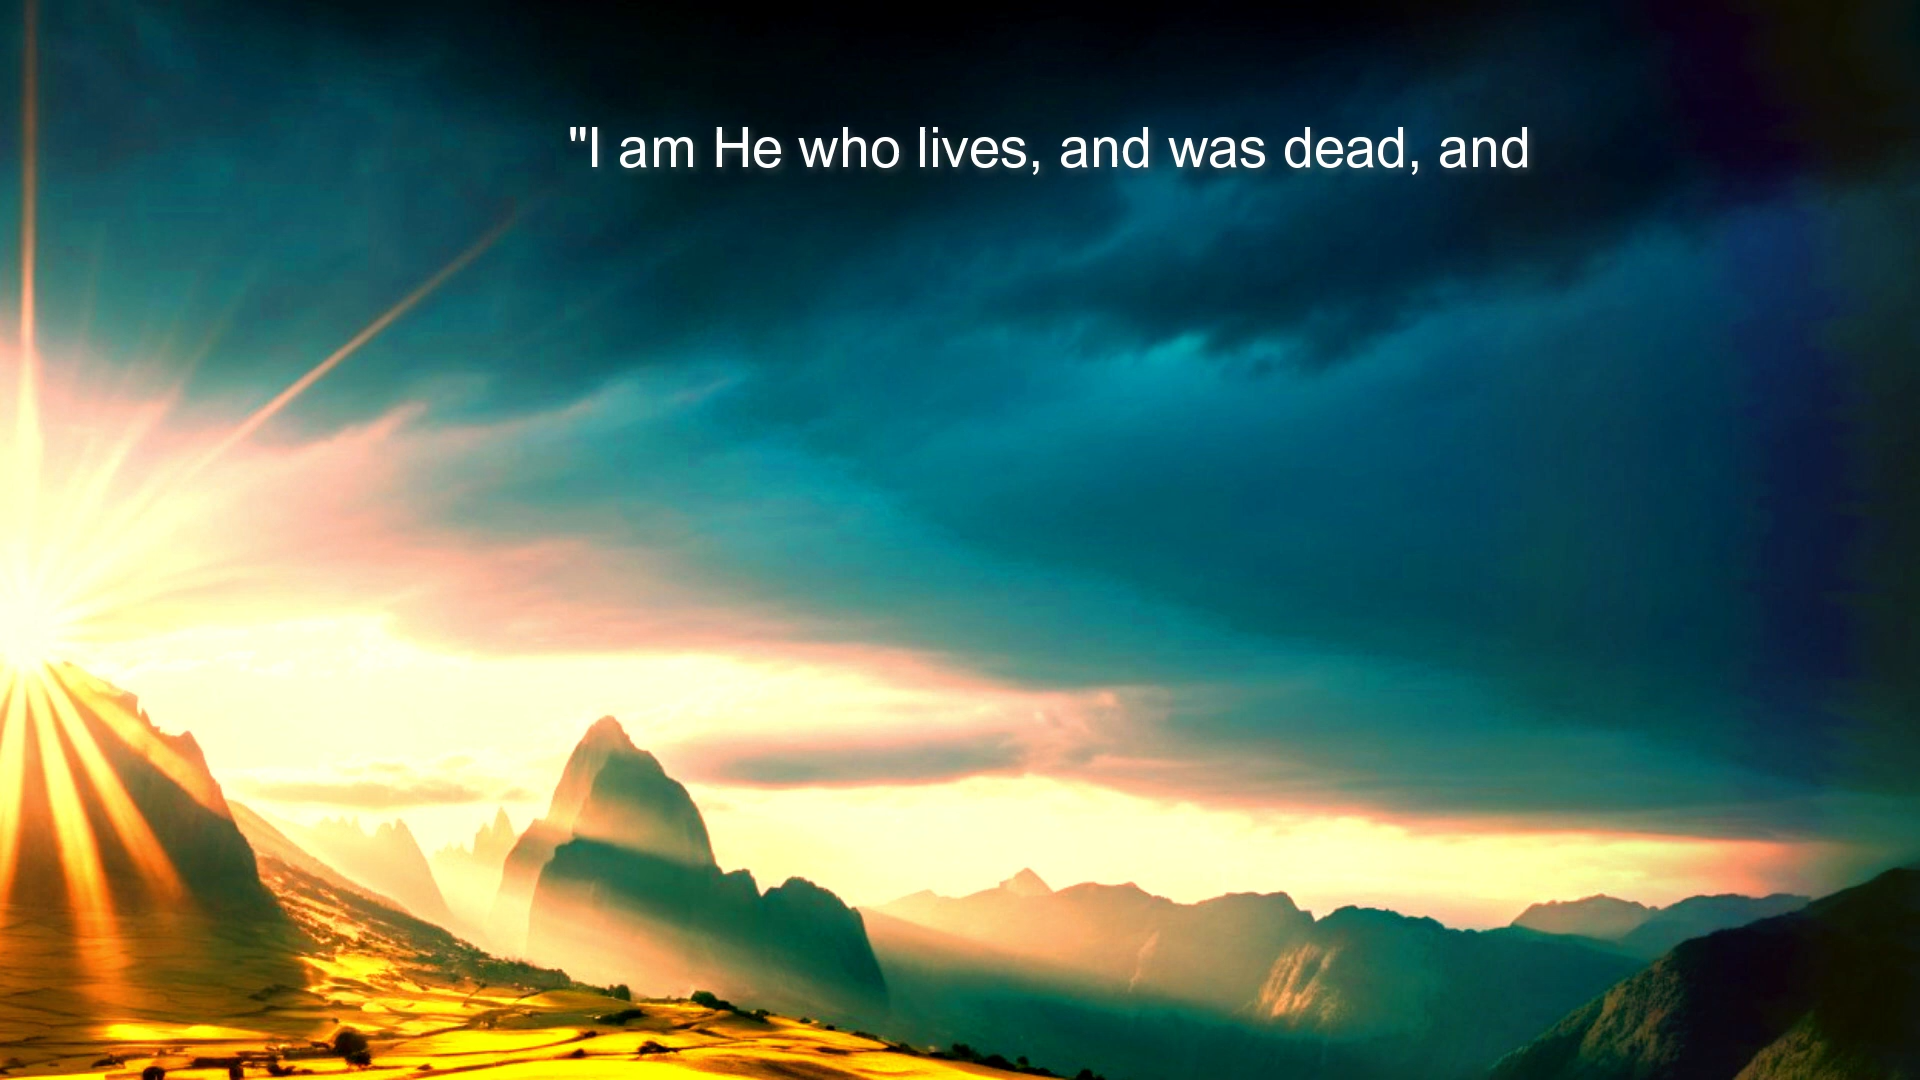 "I am He who lives, and was dead, and